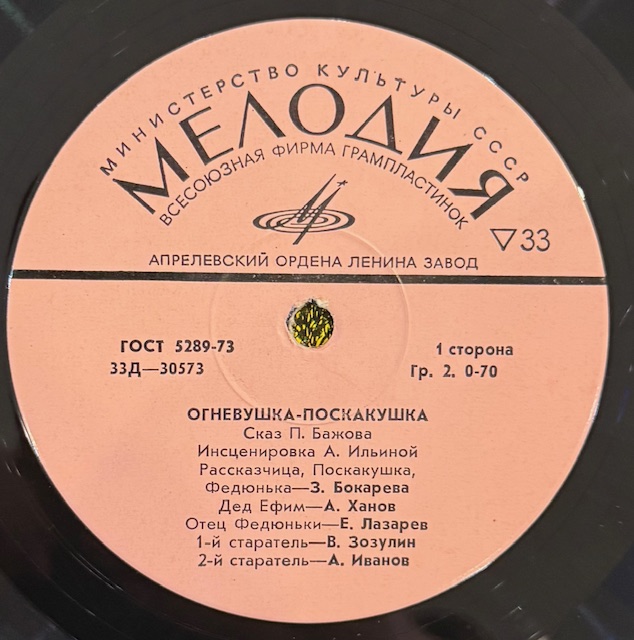 МИНИСТЕРСТВО КУЛЬТУРЫ СССР
МЕЛОДИЯ
ВСЕСОЮЗНАЯ ФИРМА ГРАМПЛАСТИНОК
▽33
АПРЕЛЕВСКИЙ ОРДЕНА ЛЕНИНА ЗАВОД
ГОСТ 5289-73
33Д—30573
1 сторона
Гр. 2. 0-70
ОГНЕВУШКА-ПОСКАКУШКА
Сказ П. Бажова
Инсценировка А. Ильиной
Рассказчица, Поскакушка,
Федюнька—З. Бокарева
Дед Ефим—А. Ханов
Отец Федюньки—Е. Лазарев
1-й старатель—В. Зозулин
2-й старатель—А. Иванов